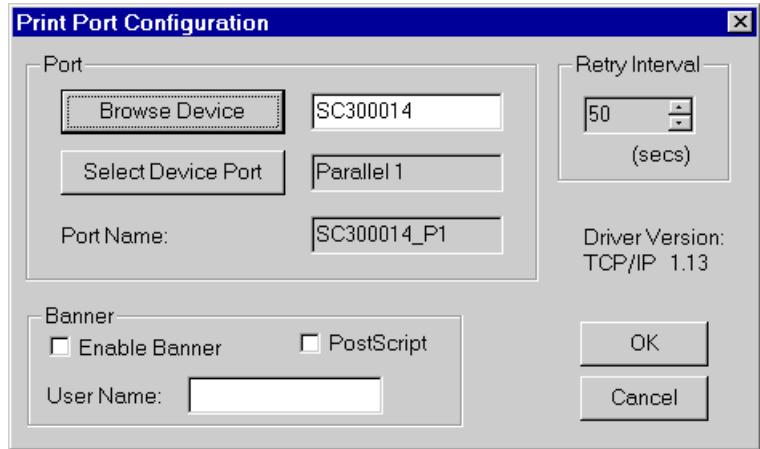 Print Port Configuration
Port
Browse Device
SC300014
Select Device Port
Parallel 1
Port Name:
SC300014_P1
Retry Interval
50
(secs)
Driver Version:
TCP/IP 1.13
Banner
Enable Banner
PostScript
User Name:
OK
Cancel